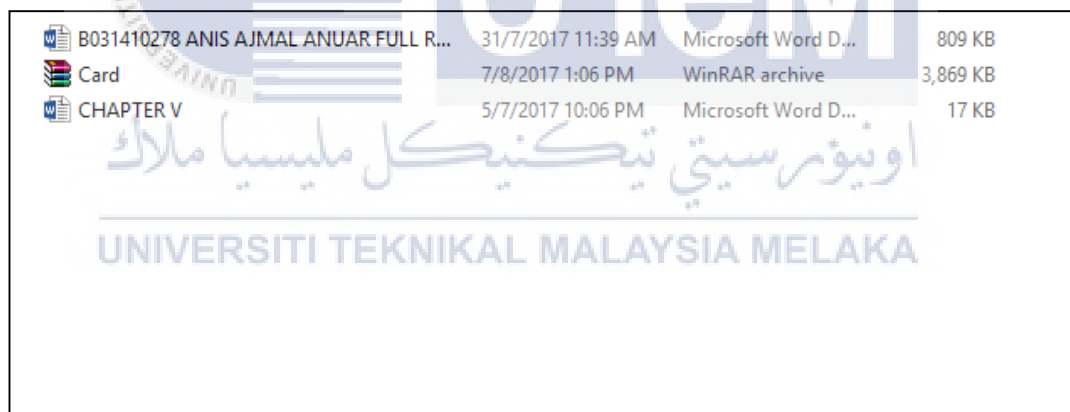 UTeM
B031410278 ANIS AJMAL ANUAR FULL R... 31/7/2017 11:39 AM Microsoft Word D... 809 KB
Card 7/8/2017 1:06 PM WinRAR archive 3,869 KB
CHAPTER V 5/7/2017 10:06 PM Microsoft Word D... 17 KB
اونيۏرسيتي تيكنيكل مليسيا ملاك
UNIVERSITI TEKNIKAL MALAYSIA MELAKA